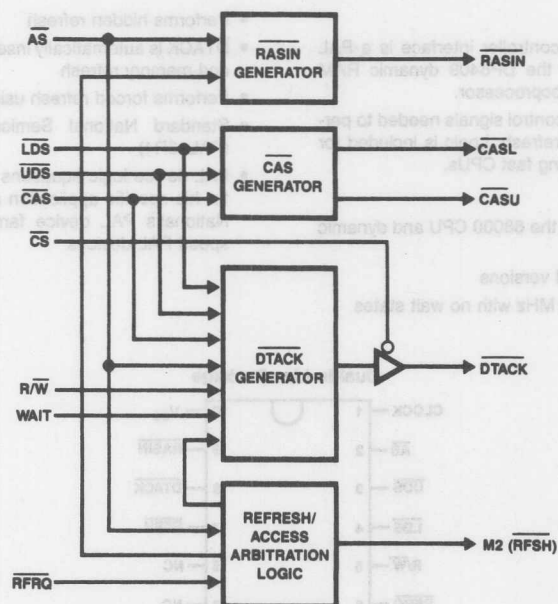 AS
RASIN
GENERATOR
RASIN
LDS
UDS
CAS
CAS
GENERATOR
CASL
CASU
CS
DTACK
GENERATOR
DTACK
R/W
WAIT
REFRESH/
ACCESS
ARBITRATION
LOGIC
M2 (RFSH)
RFRQ